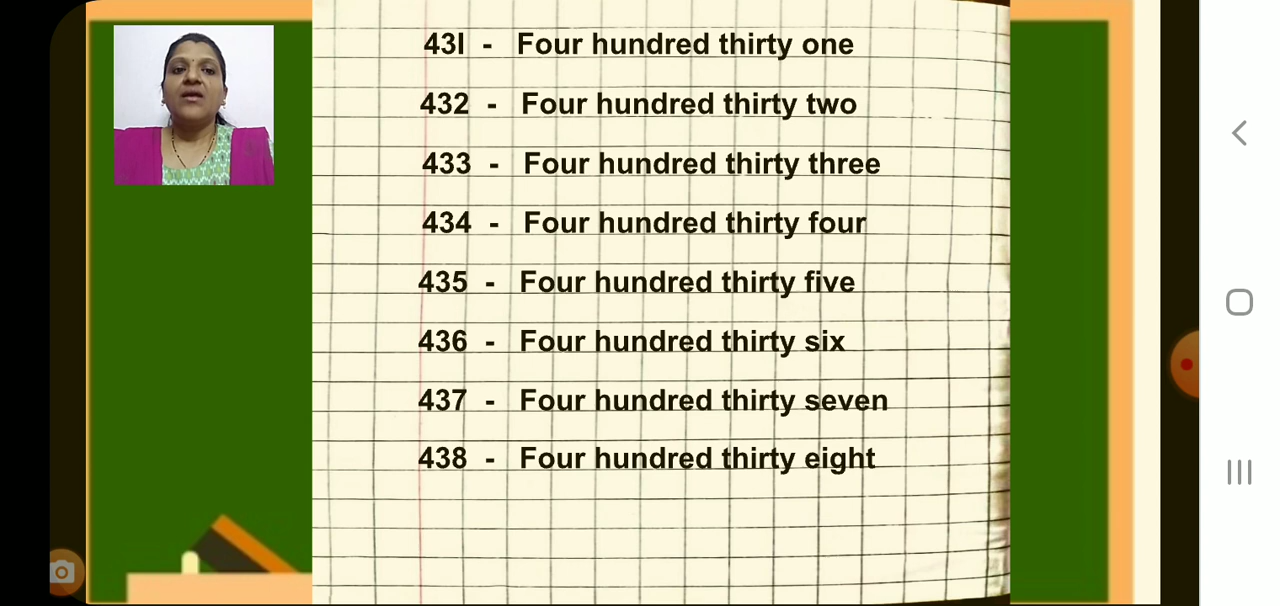 431 - Four hundred thirty one
432 - Four hundred thirty two
433 - Four hundred thirty three
434 - Four hundred thirty four
435 - Four hundred thirty five
436 - Four hundred thirty six
437 - Four hundred thirty seven
438 - Four hundred thirty eight